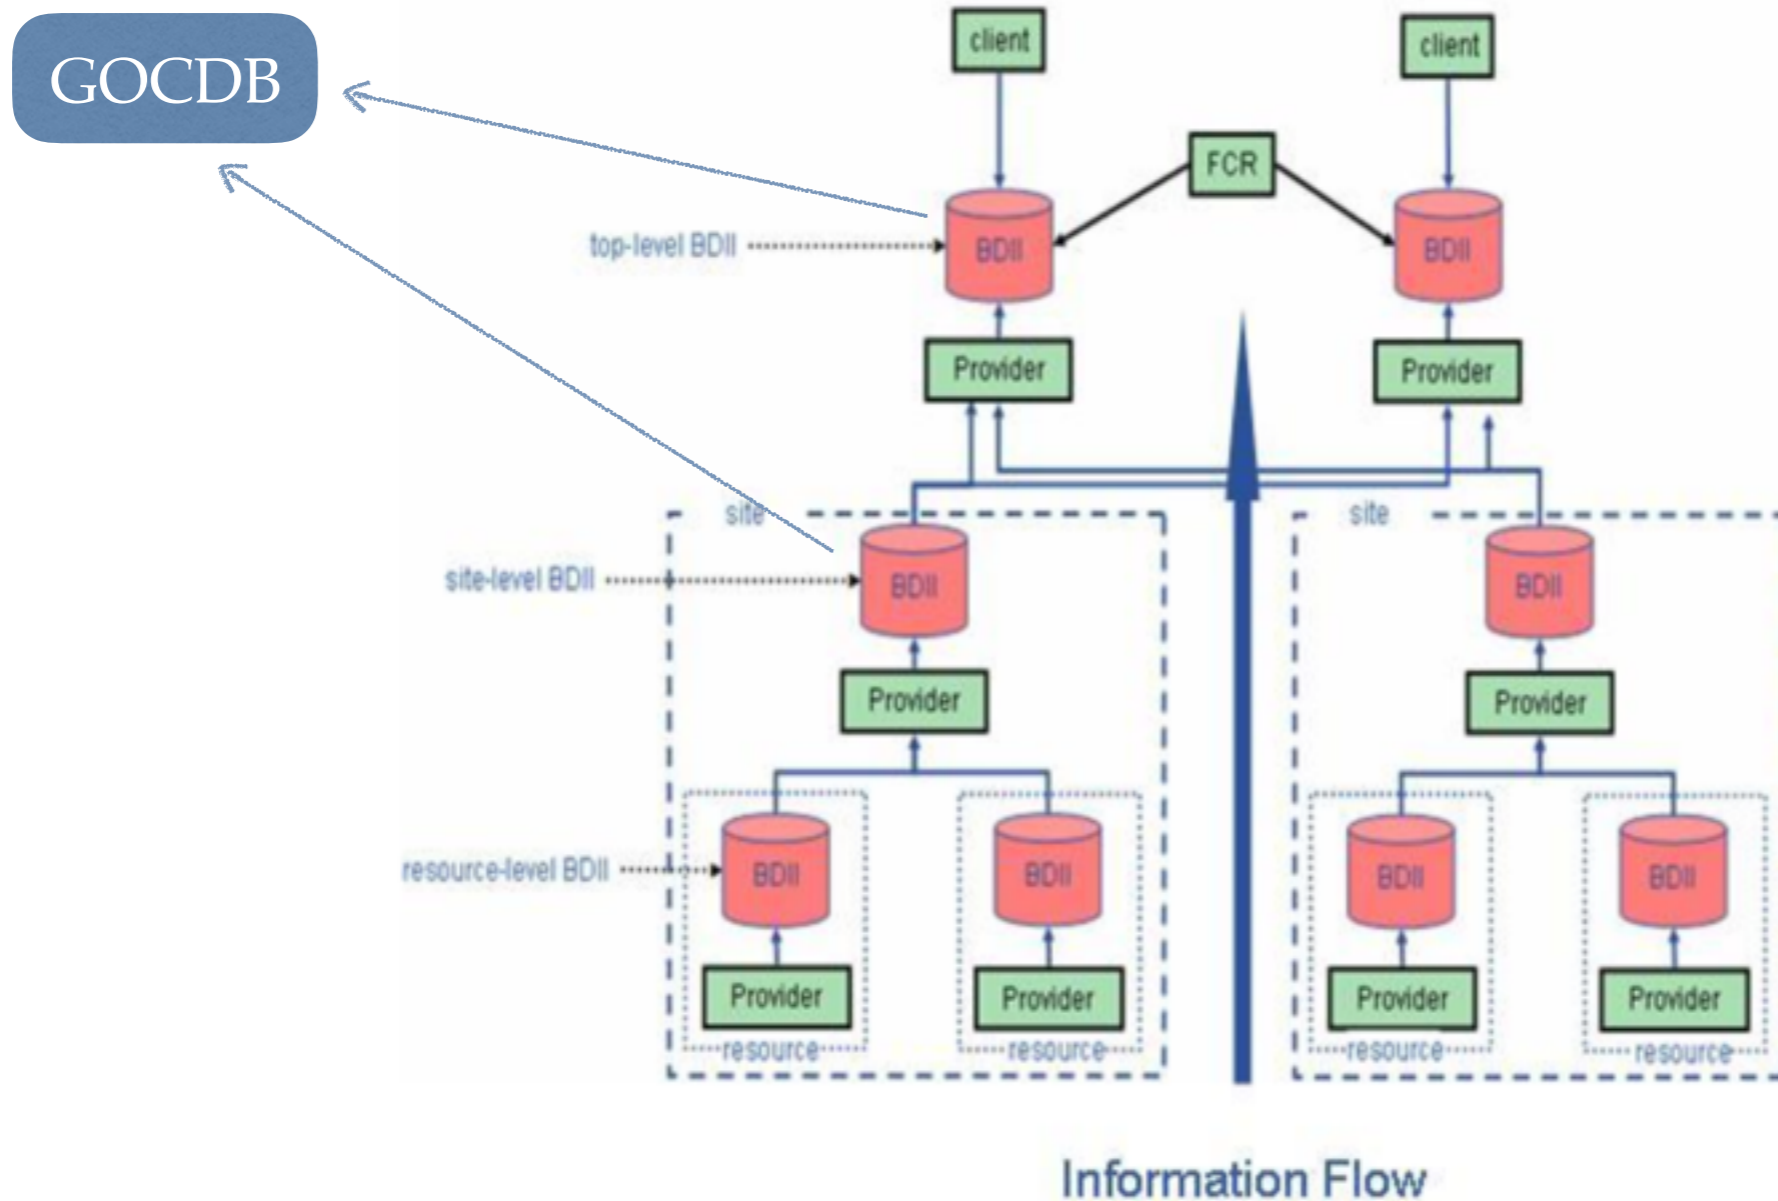 GOCDB
client
client
FCR
top-level BDII
BDII
BDII
Provider
Provider
site
site
site-level BDII
BDII
BDII
Provider
Provider
resource-level BDII
BDII
BDII
BDII
BDII
Provider
Provider
Provider
Provider
resource
resource
resource
resource
Information Flow